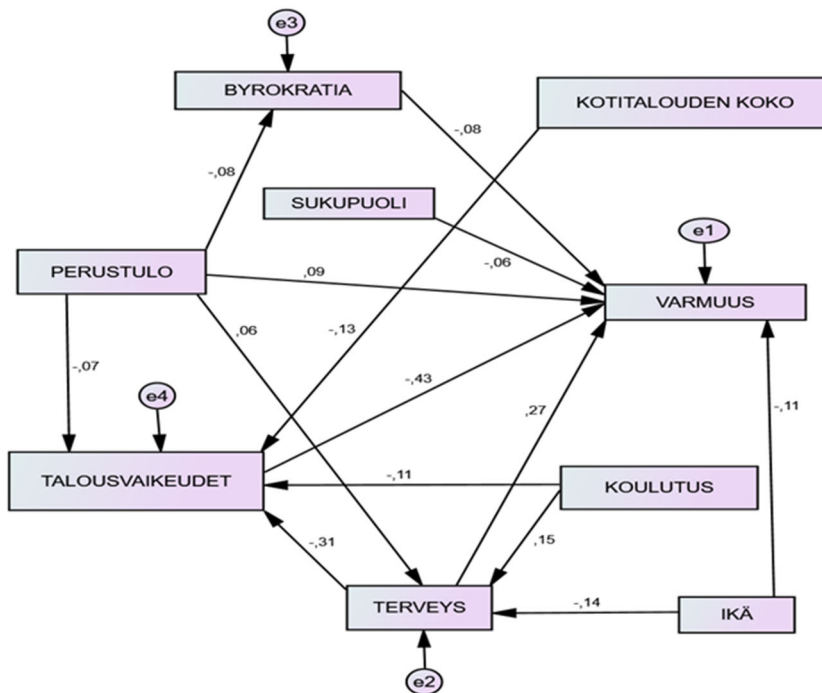 e3
BYROKRATIA
KOTITALOUDEN KOKO
-,08
-,08
SUKUPUOLI
e1
-,06
PERUSTULO
,09
VARMUUS
,06
-,13
-,07
-,43
e4
,27
-,11
TALOUSVAIKEUDET
-,11
KOULUTUS
-,31
,15
TERVEYS
-,14
IKÄ
e2